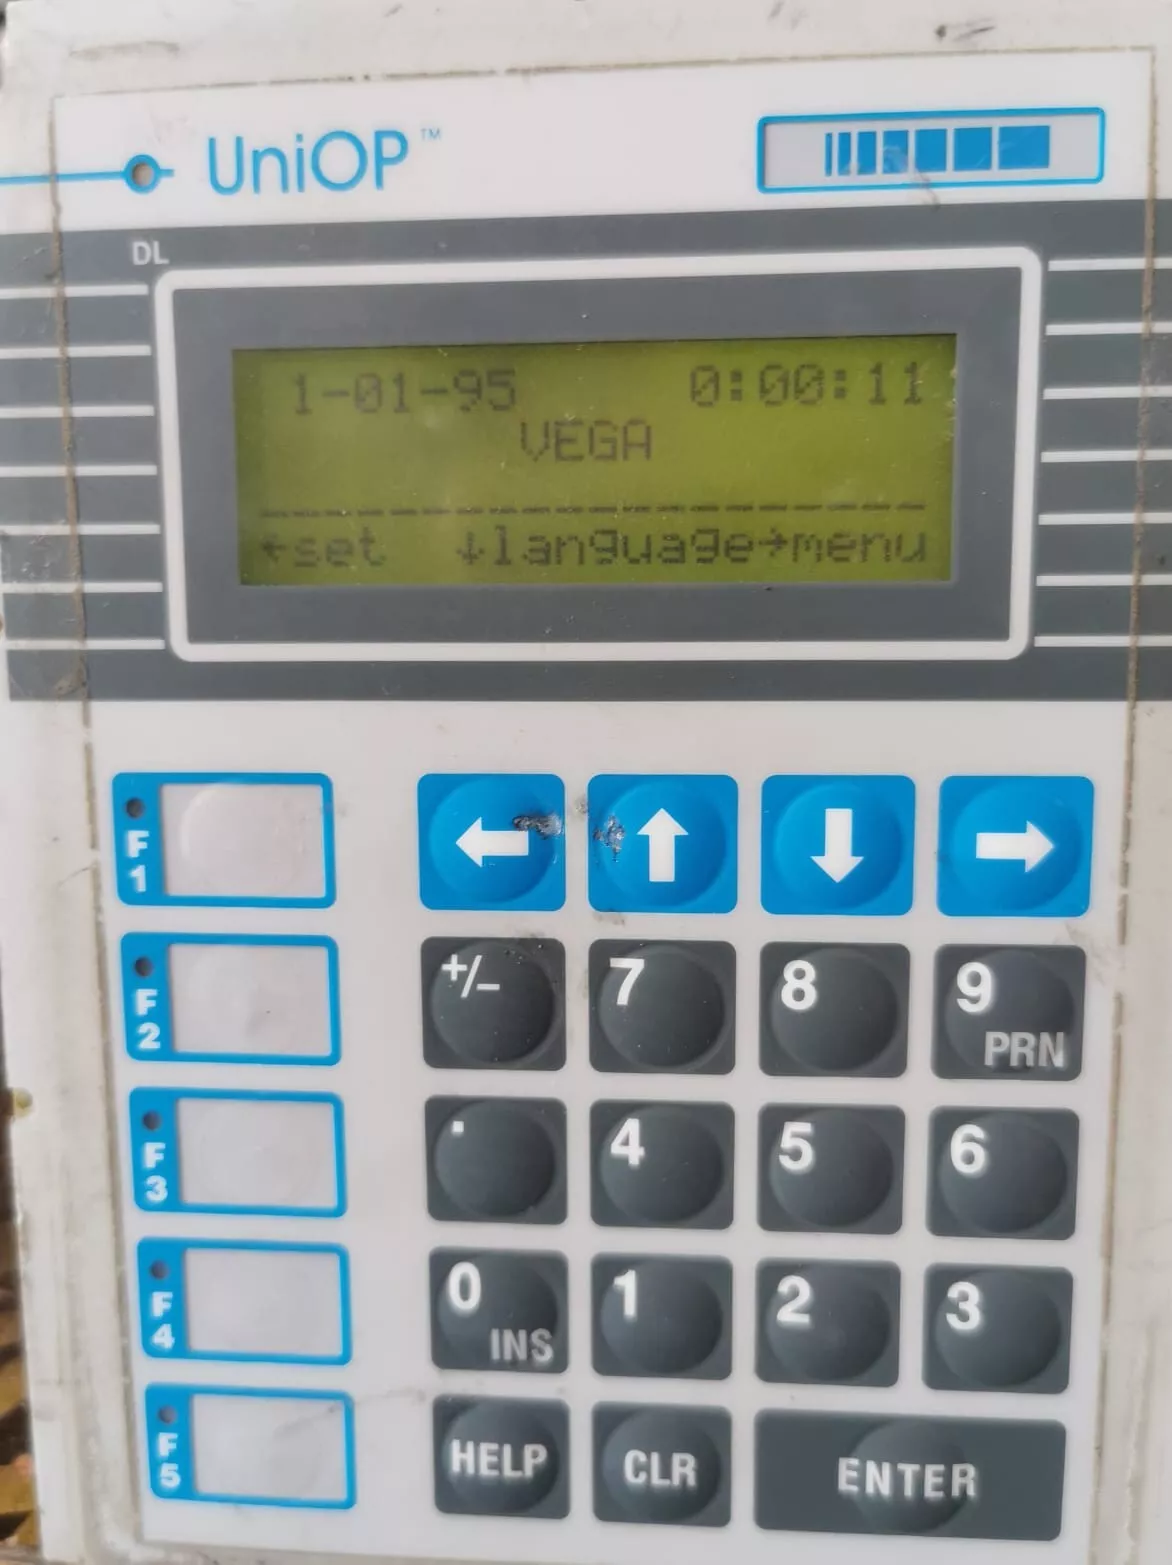 UniOP™
DL
1-01-95 0:00:11
VEGA
←set ↓language→menu
F1
← ↑ ↓ →
F2
+/- 7 8 9 PRN
F3
. 4 5 6
F4
0 INS 1 2 3
F5
HELP CLR ENTER